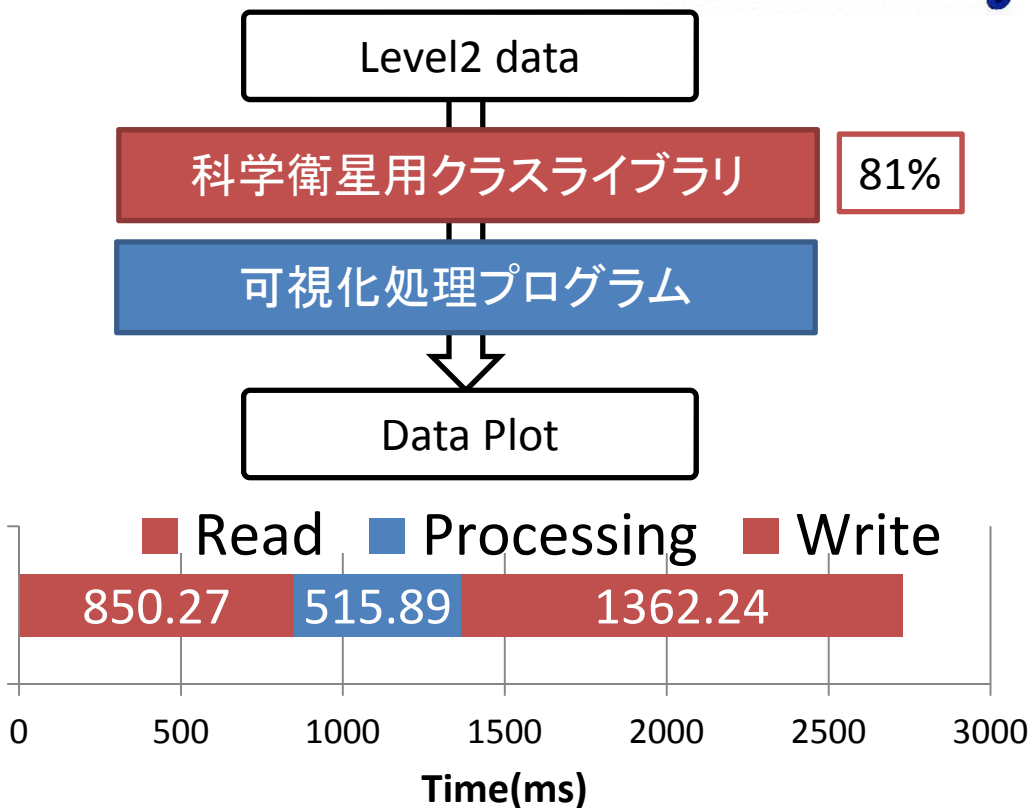 Level2 data
科学衛星用クラスライブラリ
81%
可視化処理プログラム
Data Plot
Read Processing Write
850.27 515.89 1362.24
0 500 1000 1500 2000 2500 3000
Time(ms)